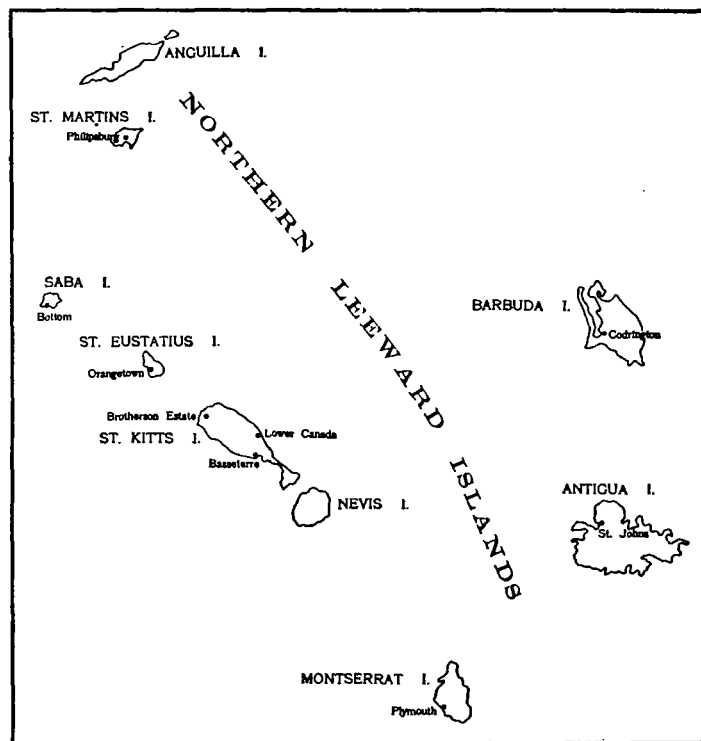 ANGUILLA I.
ST. MARTINS I.
Philipsburg
NORTHERN LEEWARD ISLANDS
SABA I.
Bottom
BARBUDA I.
Codrington
ST. EUSTATIUS I.
Orangetown
Brotherson Estate
ST. KITTS I.
Lower Canada
Basseterre
NEVIS I.
ANTIGUA I.
St. Johns
MONTSERRAT I.
Plymouth